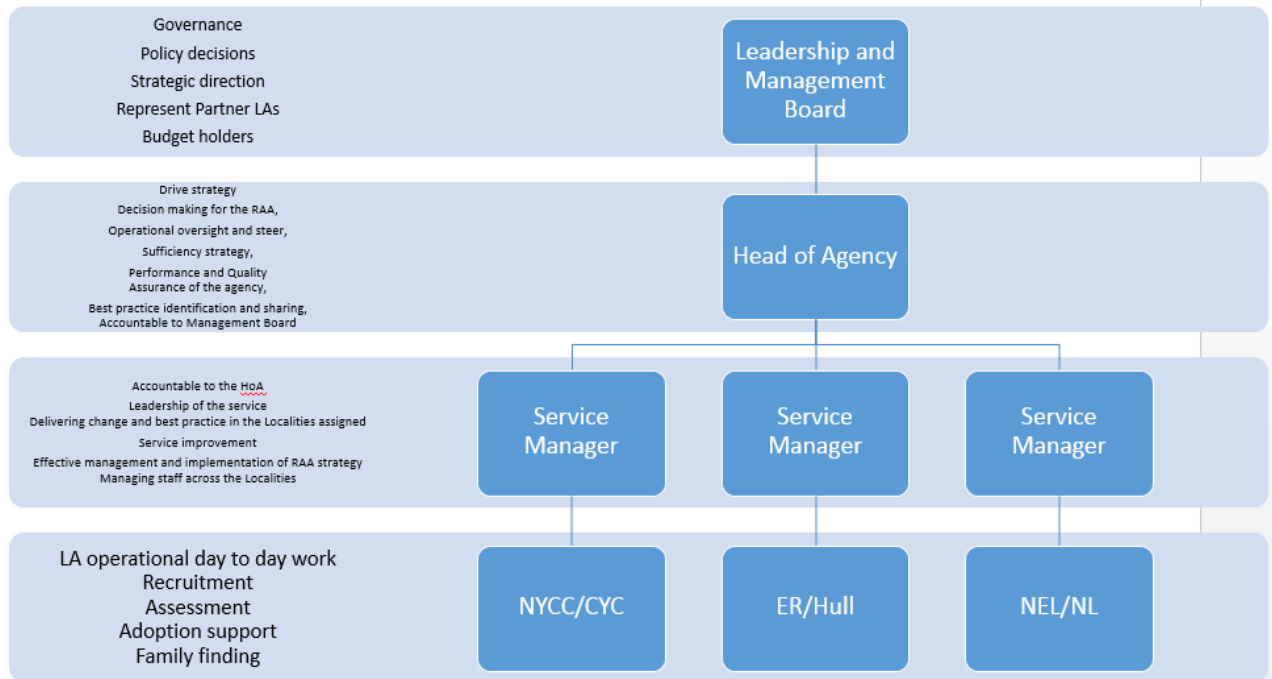 Governance
Policy decisions
Strategic direction
Represent Partner LAs
Budget holders
Leadership and
Management
Board
Drive strategy
Decision making for the RAA,
Operational oversight and steer,
Sufficiency strategy,
Performance and Quality
Assurance of the agency,
Best practice identification and sharing,
Accountable to Management Board
Head of Agency
Accountable to the HoA
Leadership of the service
Delivering change and best practice in the Localities assigned
Service improvement
Effective management and implementation of RAA strategy
Managing staff across the Localities
Service
Manager
Service
Manager
Service
Manager
LA operational day to day work
Recruitment
Assessment
Adoption support
Family finding
NYCC/CYC
ER/Hull
NEL/NL